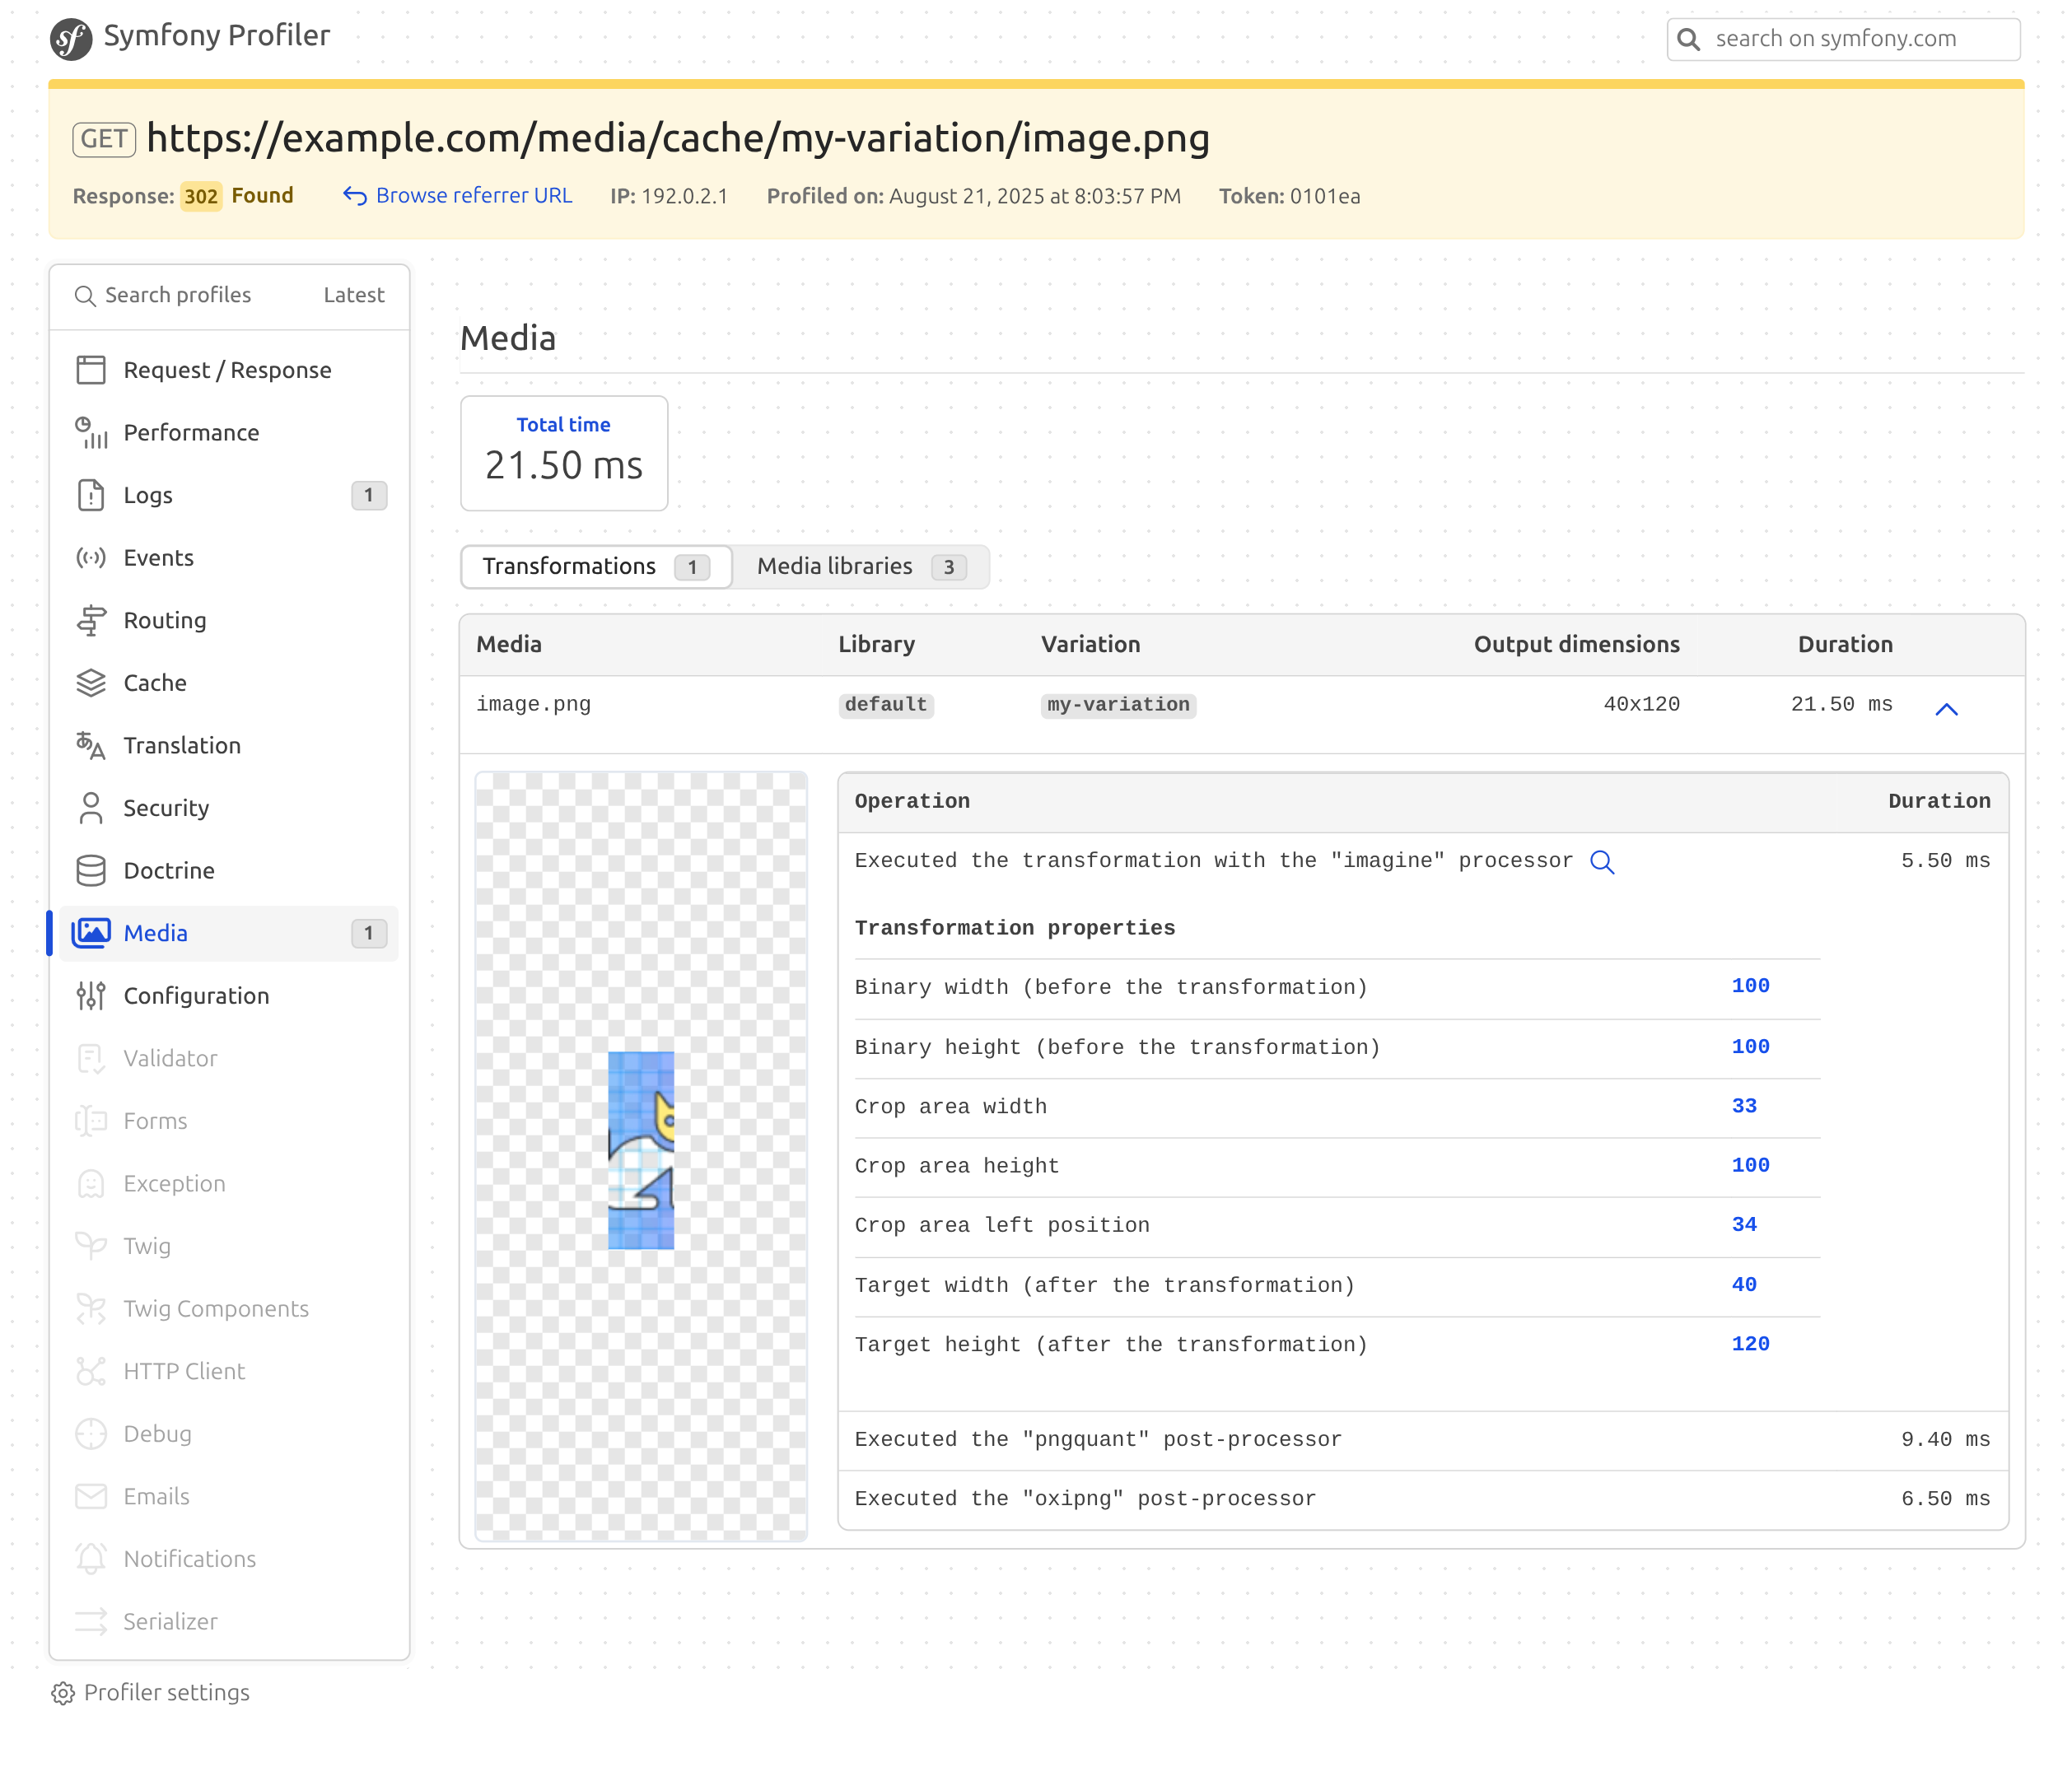 Symfony Profiler
search on symfony.com
GET https://example.com/media/cache/my-variation/image.png
Response: 302 Found Browse referrer URL IP: 192.0.2.1 Profiled on: August 21, 2025 at 8:03:57 PM Token: 0101ea
Search profiles Latest
Request / Response
Performance
Logs 1
Events
Routing
Cache
Translation
Security
Doctrine
Media 1
Configuration
Validator
Forms
Exception
Twig
Twig Components
HTTP Client
Debug
Emails
Notifications
Serializer
Profiler settings
Media
Total time
21.50 ms
Transformations 1 Media libraries 3
Media Library Variation Output dimensions Duration
image.png default my-variation 40x120 21.50 ms
Operation Duration
Executed the transformation with the "imagine" processor 5.50 ms
Transformation properties
Binary width (before the transformation) 100
Binary height (before the transformation) 100
Crop area width 33
Crop area height 100
Crop area left position 34
Target width (after the transformation) 40
Target height (after the transformation) 120
Executed the "pngquant" post-processor 9.40 ms
Executed the "oxipng" post-processor 6.50 ms